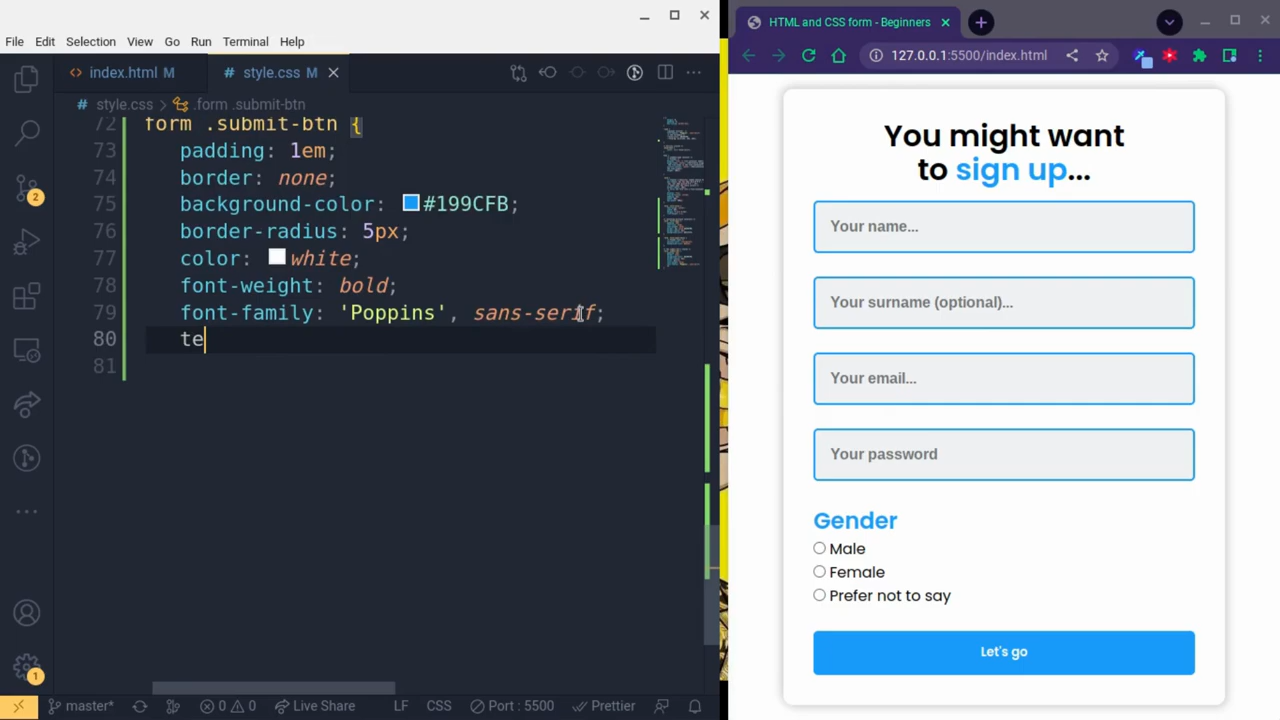 File Edit Selection View Go Run Terminal Help
index.html M style.css M
# style.css > .form .submit-btn
72 form .submit-btn {
73 padding: 1em;
74 border: none;
75 background-color: #199CFB;
76 border-radius: 5px;
77 color: white;
78 font-weight: bold;
79 font-family: 'Poppins', sans-serif;
80 te
81
2
1
master* 0 0 Live Share LF CSS Port : 5500 Prettier
HTML and CSS form - Beginners
127.0.0.1:5500/index.html
You might want
to sign up...
Your name...
Your surname (optional)...
Your email...
Your password
Gender
Male
Female
Prefer not to say
Let's go